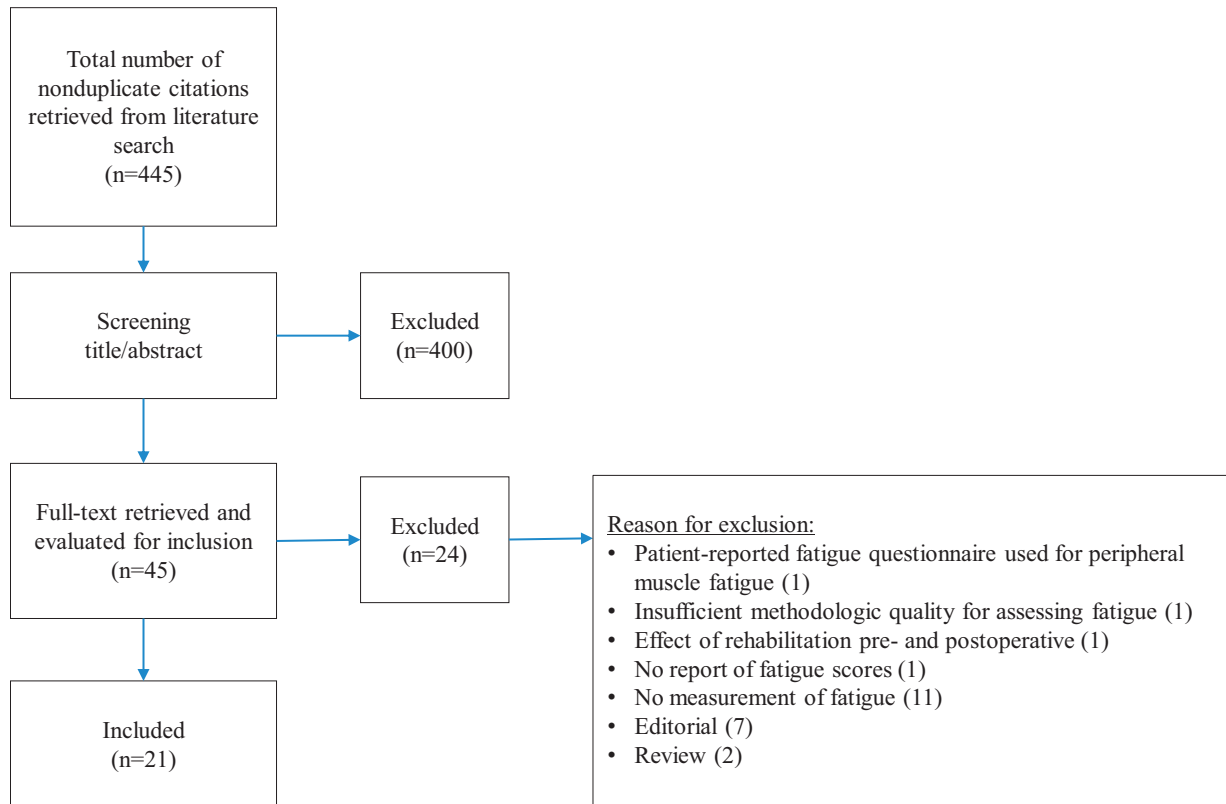 Total number of
nonduplicate citations
retrieved from literature
search
(n=445)
Screening
title/abstract
Excluded
(n=400)
Full-text retrieved and
evaluated for inclusion
(n=45)
Excluded
(n=24)
Reason for exclusion:
• Patient-reported fatigue questionnaire used for peripheral
muscle fatigue (1)
• Insufficient methodologic quality for assessing fatigue (1)
• Effect of rehabilitation pre- and postoperative (1)
• No report of fatigue scores (1)
• No measurement of fatigue (11)
• Editorial (7)
• Review (2)
Included
(n=21)